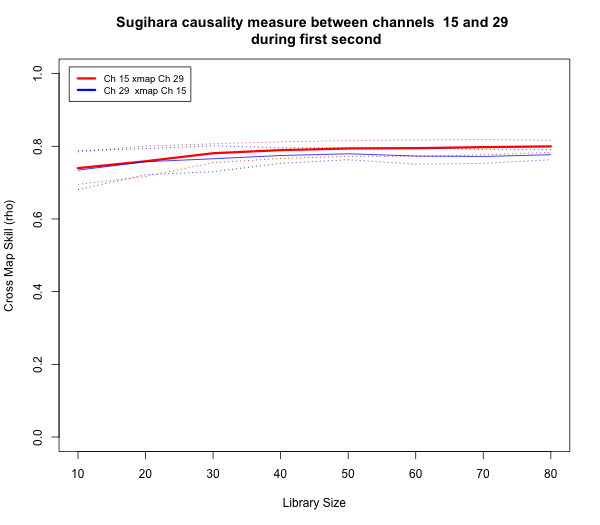 Sugihara causality measure between channels  15 and 29
during first second
Ch 15 xmap Ch 29
Ch 29  xmap Ch 15
Cross Map Skill (rho)
1.0
0.8
0.6
0.4
0.2
0.0
10 20 30 40 50 60 70 80
Library Size